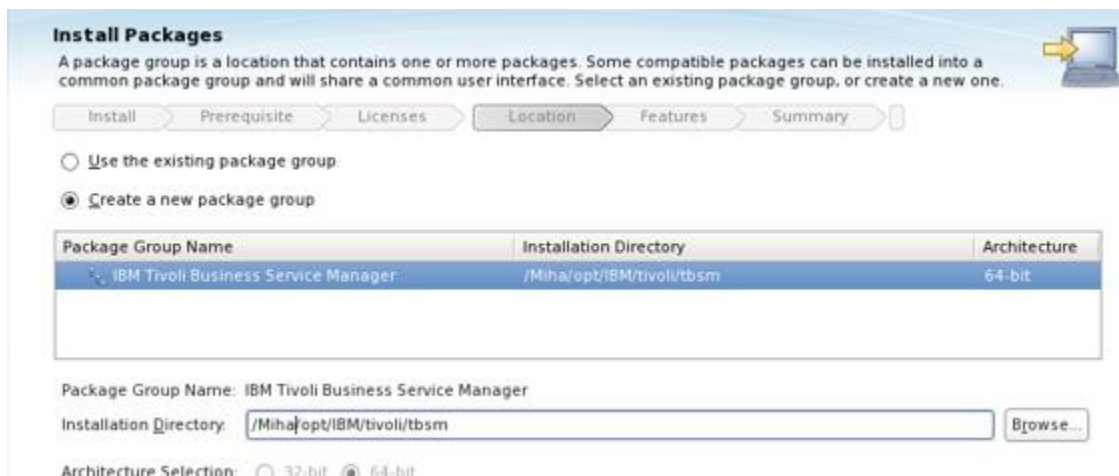 Install Packages
A package group is a location that contains one or more packages. Some compatible packages can be installed into a
common package group and will share a common user interface. Select an existing package group, or create a new one.
Install Prerequisite Licenses Location Features Summary
Use the existing package group
Create a new package group
Package Group Name Installation Directory Architecture
IBM Tivoli Business Service Manager /Miha/opt/IBM/tivoli/tbsm 64-bit
Package Group Name: IBM Tivoli Business Service Manager
Installation Directory: /Miha/opt/IBM/tivoli/tbsm Browse...
Architecture Selection: 32-bit 64-bit